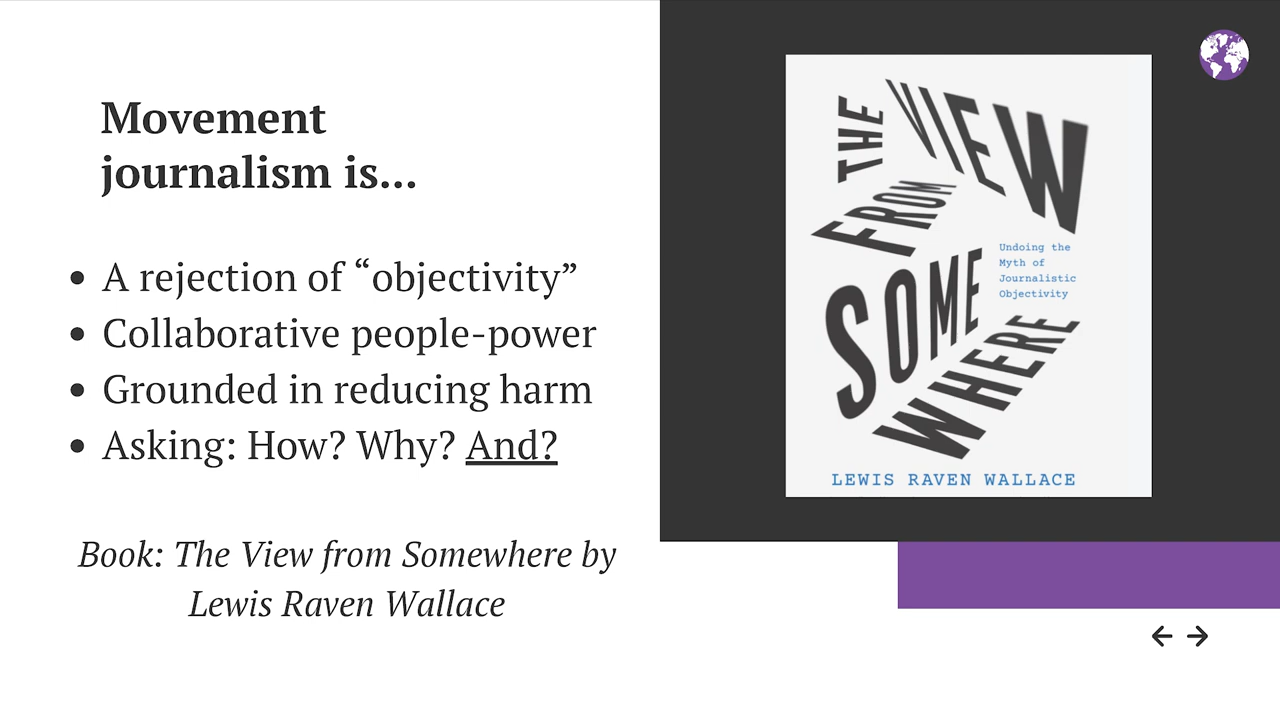 Movement
journalism is...
• A rejection of “objectivity”
• Collaborative people-power
• Grounded in reducing harm
• Asking: How? Why? And?
Book: The View from Somewhere by
Lewis Raven Wallace
THE VIEW
FROM
SOME
WHERE
Undoing the
Myth of
Journalistic
Objectivity
LEWIS RAVEN WALLACE